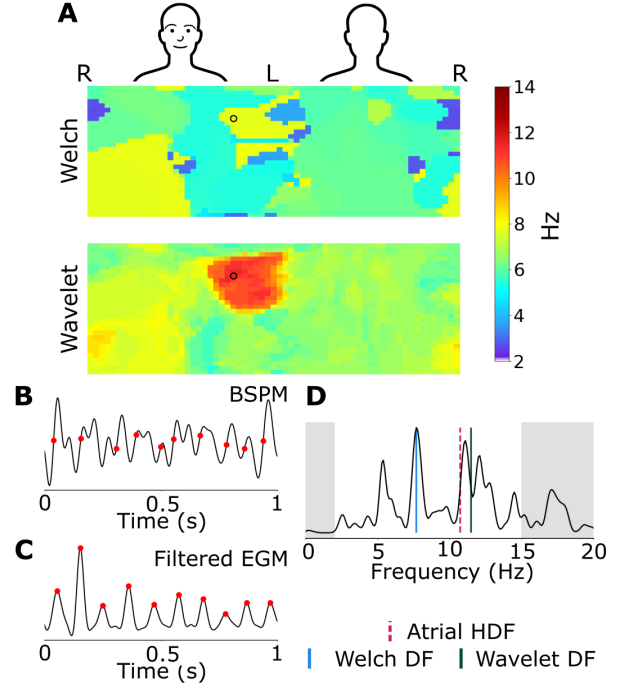 A
R L R
Welch
14
12
10
8
6
4
2
Hz
Wavelet
B BSPM
0 0.5 1
Time (s)
C Filtered EGM
0 0.5 1
Time (s)
D
0 5 10 15 20
Frequency (Hz)
Atrial HDF
Welch DF Wavelet DF